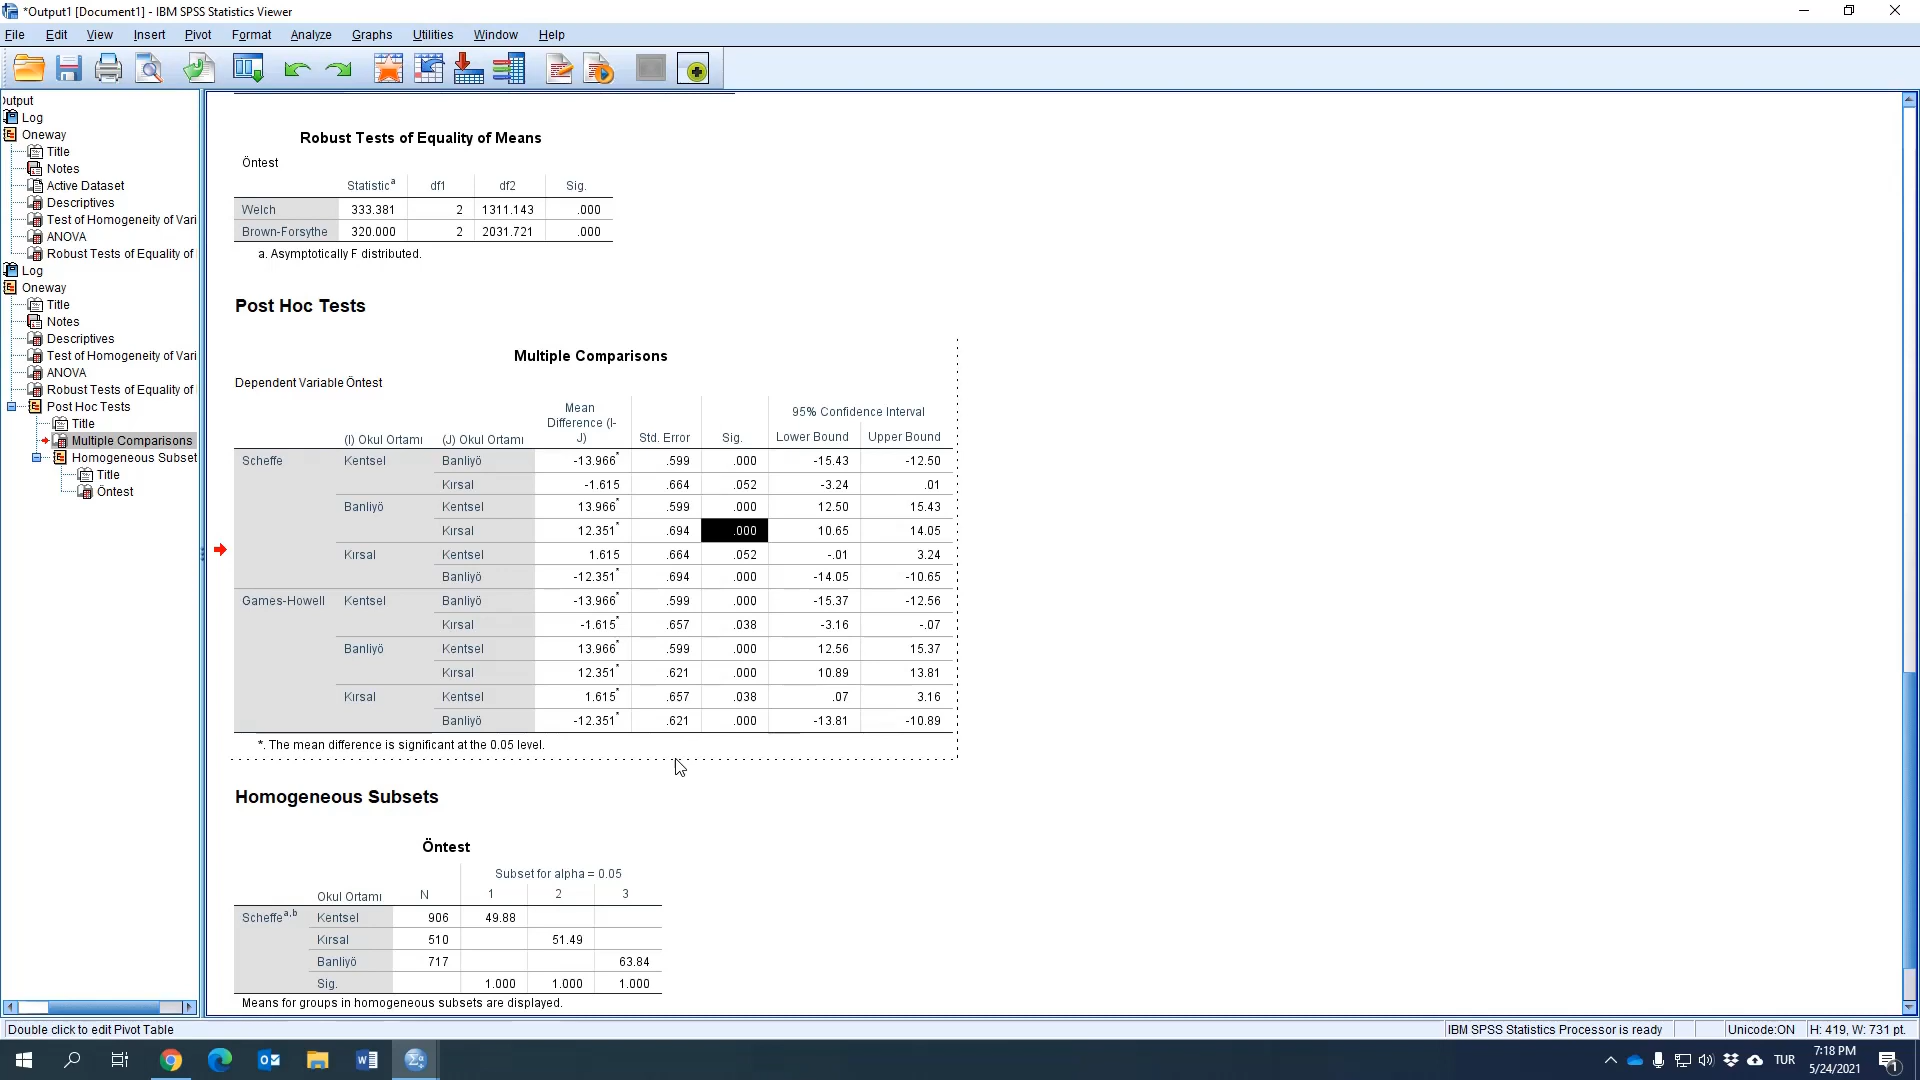 *Output1 [Document1] - IBM SPSS Statistics Viewer
File Edit View Insert Pivot Format Analyze Graphs Utilities Window Help
Output
Log
Oneway
Title
Notes
Active Dataset
Descriptives
Test of Homogeneity of Vari
ANOVA
Robust Tests of Equality of
Log
Oneway
Title
Notes
Descriptives
Test of Homogeneity of Vari
ANOVA
Robust Tests of Equality of
Post Hoc Tests
Title
Multiple Comparisons
Homogeneous Subset
Title
Öntest
Robust Tests of Equality of Means
Öntest
Statistic^a df1 df2 Sig.
Welch 333.381 2 1311.143 .000
Brown-Forsythe 320.000 2 2031.721 .000
a. Asymptotically F distributed.
Post Hoc Tests
Multiple Comparisons
Dependent Variable:Öntest
Mean
Difference (I- 95% Confidence Interval
(I) Okul Ortamı (J) Okul Ortamı J) Std. Error Sig. Lower Bound Upper Bound
Scheffe Kentsel Banliyö -13.966* .599 .000 -15.43 -12.50
Kırsal -1.615 .664 .052 -3.24 .01
Banliyö Kentsel 13.966* .599 .000 12.50 15.43
Kırsal 12.351* .694 .000 10.65 14.05
Kırsal Kentsel 1.615 .664 .052 -.01 3.24
Banliyö -12.351* .694 .000 -14.05 -10.65
Games-Howell Kentsel Banliyö -13.966* .599 .000 -15.37 -12.56
Kırsal -1.615* .657 .038 -3.16 -.07
Banliyö Kentsel 13.966* .599 .000 12.56 15.37
Kırsal 12.351* .621 .000 10.89 13.81
Kırsal Kentsel 1.615* .657 .038 .07 3.16
Banliyö -12.351* .621 .000 -13.81 -10.89
*. The mean difference is significant at the 0.05 level.
Homogeneous Subsets
Öntest
Subset for alpha = 0.05
Okul Ortamı N 1 2 3
Scheffe^a,b Kentsel 906 49.88
Kırsal 510 51.49
Banliyö 717 63.84
Sig. 1.000 1.000 1.000
Means for groups in homogeneous subsets are displayed.
Double click to edit Pivot Table IBM SPSS Statistics Processor is ready Unicode:ON H: 419, W: 731 pt.
TUR 7:18 PM
5/24/2021 1